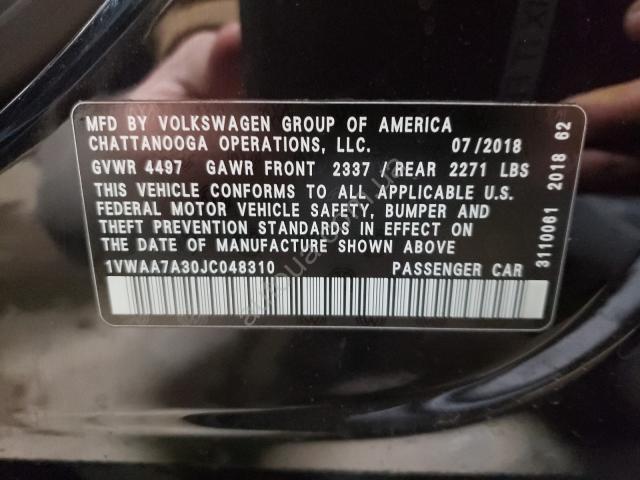 MFD BY VOLKSWAGEN GROUP OF AMERICA
CHATTANOOGA OPERATIONS, LLC. 07/2018
GVWR 4497 GAWR FRONT 2337 / REAR 2271 LBS
THIS VEHICLE CONFORMS TO ALL APPLICABLE U.S.
FEDERAL MOTOR VEHICLE SAFETY, BUMPER AND
THEFT PREVENTION STANDARDS IN EFFECT ON
THE DATE OF MANUFACTURE SHOWN ABOVE
1VWAA7A30JC048310 PASSENGER CAR
3110061 2018 62